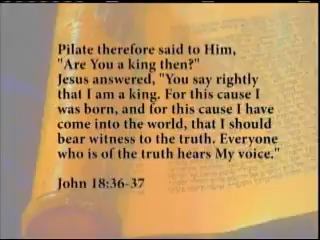 Pilate therefore said to Him,
"Are You a king then?"
Jesus answered, "You say rightly
that I am a king. For this cause I
was born, and for this cause I have
come into the world, that I should
bear witness to the truth. Everyone
who is of the truth hears My voice."
John 18:36-37